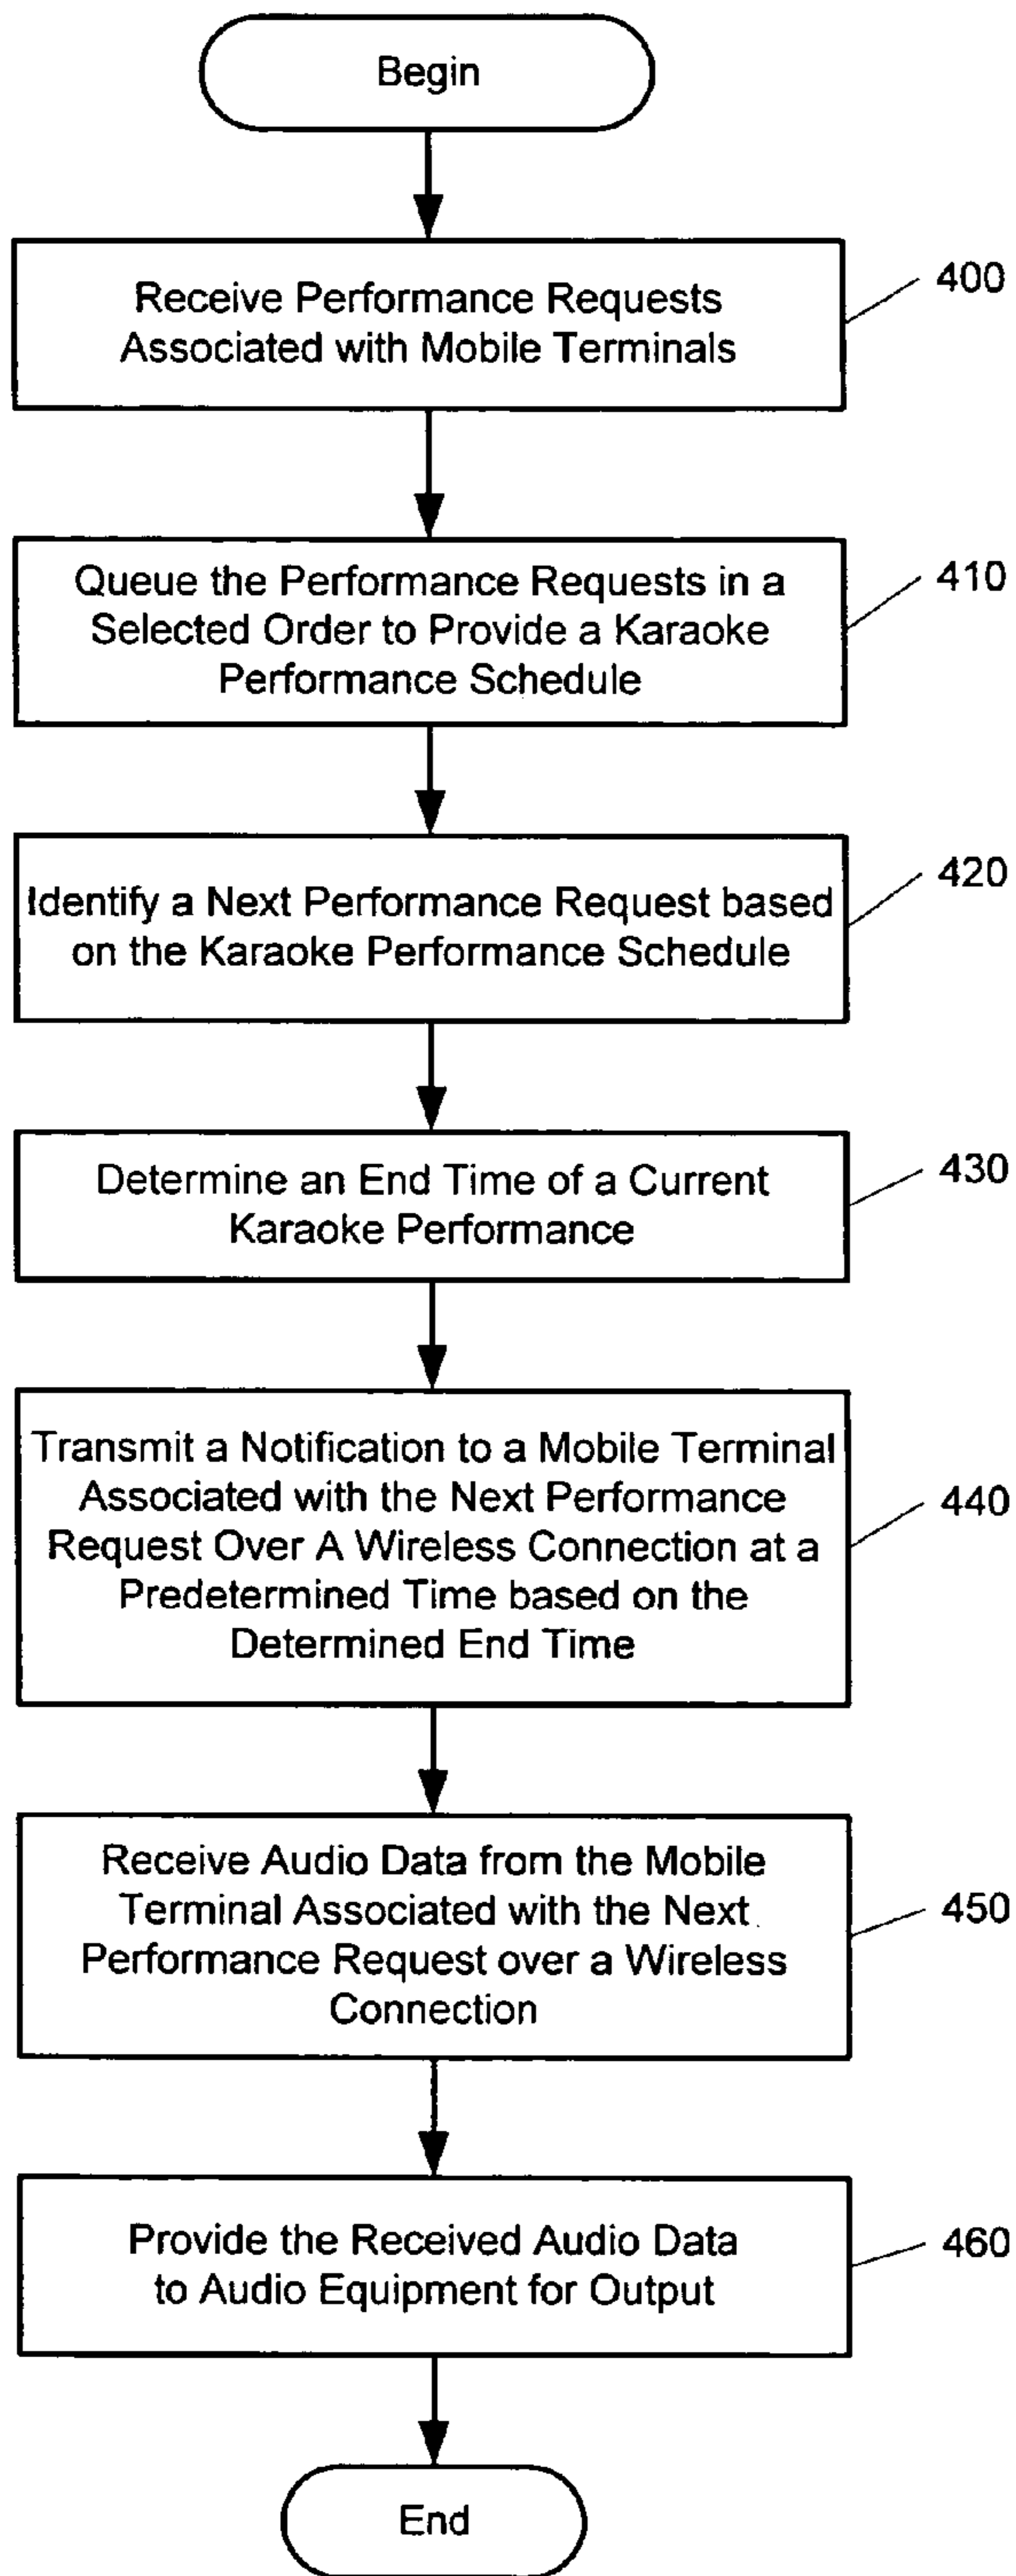 Begin
Receive Performance Requests
Associated with Mobile Terminals
400
Queue the Performance Requests in a
Selected Order to Provide a Karaoke
Performance Schedule
410
Identify a Next Performance Request based
on the Karaoke Performance Schedule
420
Determine an End Time of a Current
Karaoke Performance
430
Transmit a Notification to a Mobile Terminal
Associated with the Next Performance
Request Over A Wireless Connection at a
Predetermined Time based on the
Determined End Time
440
Receive Audio Data from the Mobile
Terminal Associated with the Next
Performance Request over a Wireless
Connection
450
Provide the Received Audio Data
to Audio Equipment for Output
460
End